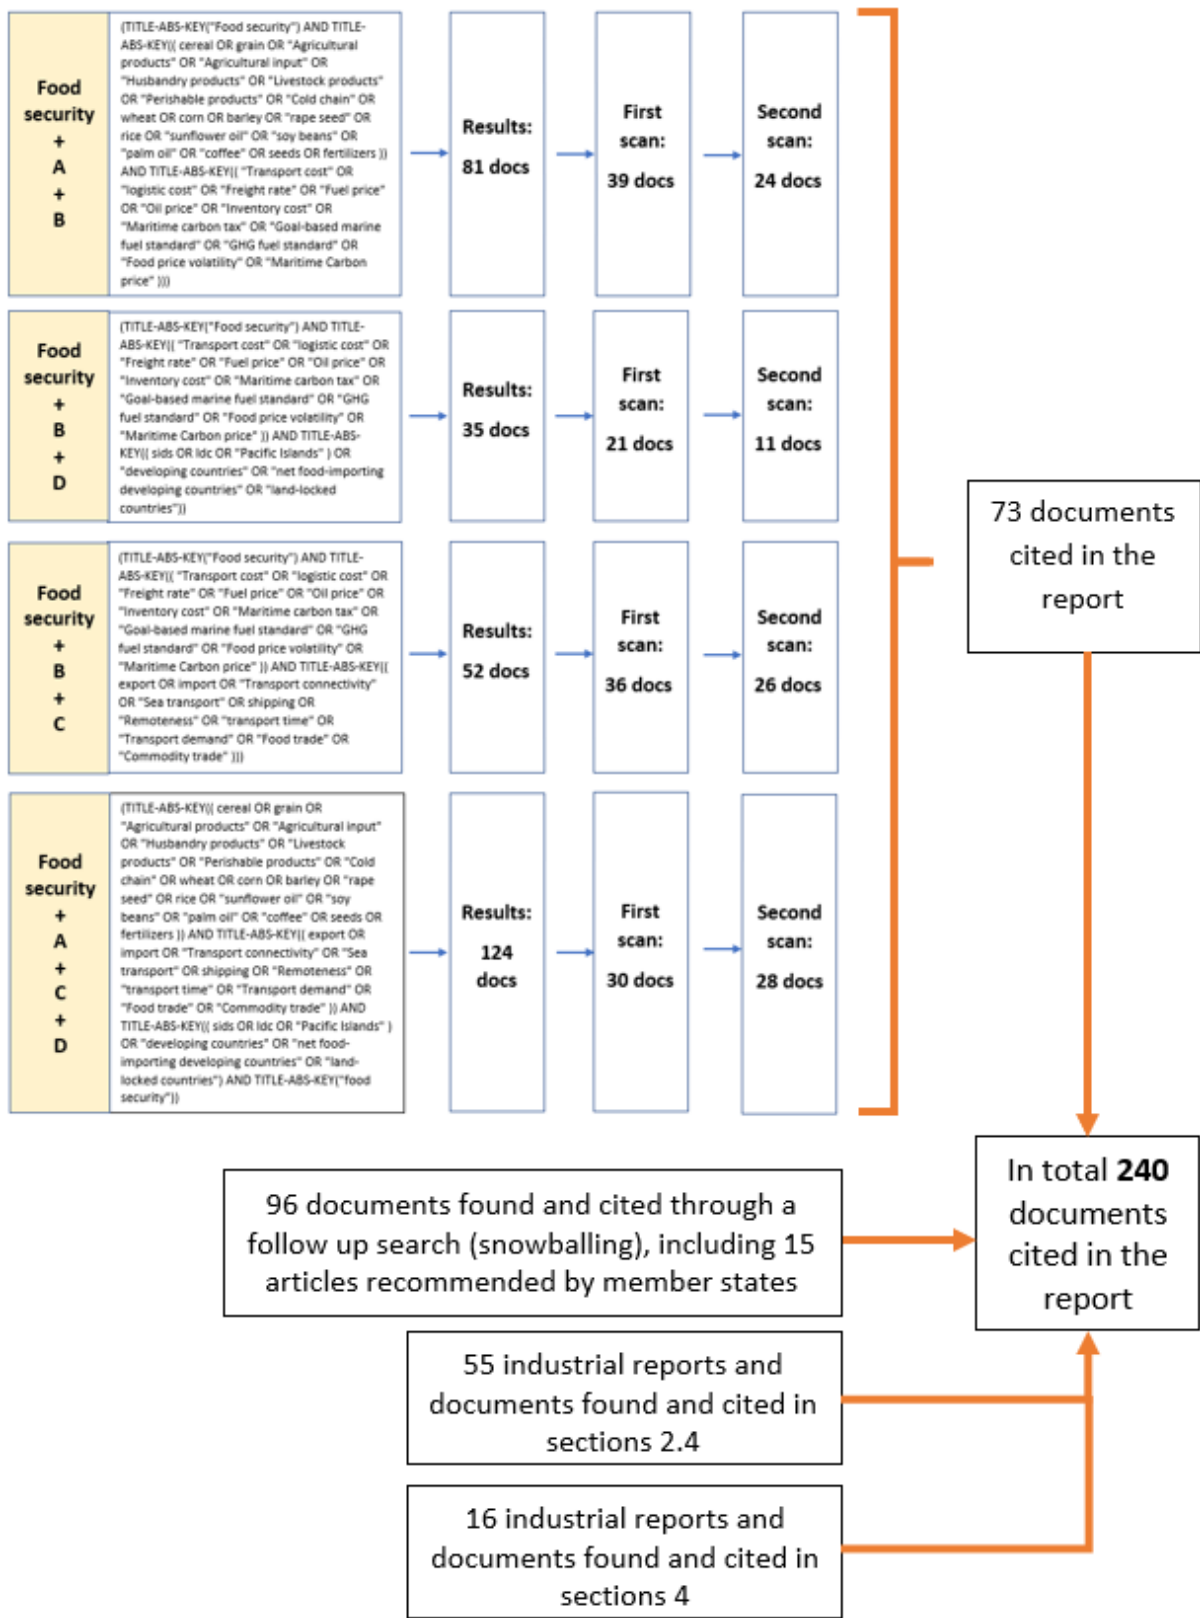 Food
security
+
A
+
B
(TITLE-ABS-KEY("Food security") AND TITLE-
ABS-KEY(( cereal OR grain OR "Agricultural
products" OR "Agricultural input" OR
"Husbandry products" OR "Livestock products"
OR "Perishable products" OR "Cold chain" OR
wheat OR corn OR barley OR "rape seed" OR
rice OR "sunflower oil" OR "soy beans" OR
"palm oil" OR "coffee" OR seeds OR fertilizers ))
AND TITLE-ABS-KEY(( "Transport cost" OR
"logistic cost" OR "Freight rate" OR "Fuel price"
OR "Oil price" OR "Inventory cost" OR
"Maritime carbon tax" OR "Goal-based marine
fuel standard" OR "GHG fuel standard" OR
"Food price volatility" OR "Maritime Carbon
price" )))
Results:
81 docs
First
scan:
39 docs
Second
scan:
24 docs
Food
security
+
B
+
D
(TITLE-ABS-KEY("Food security") AND TITLE-
ABS-KEY(( "Transport cost" OR "logistic cost" OR
"Freight rate" OR "Fuel price" OR "Oil price" OR
"Inventory cost" OR "Maritime carbon tax" OR
"Goal-based marine fuel standard" OR "GHG
fuel standard" OR "Food price volatility" OR
"Maritime Carbon price" )) AND TITLE-ABS-
KEY(( sids OR ldc OR "Pacific Islands" ) OR
"developing countries" OR "net food-importing
developing countries" OR "land-locked
countries"))
Results:
35 docs
First
scan:
21 docs
Second
scan:
11 docs
Food
security
+
B
+
C
(TITLE-ABS-KEY("Food security") AND TITLE-
ABS-KEY(( "Transport cost" OR "logistic cost" OR
"Freight rate" OR "Fuel price" OR "Oil price" OR
"Inventory cost" OR "Maritime carbon tax" OR
"Goal-based marine fuel standard" OR "GHG
fuel standard" OR "Food price volatility" OR
"Maritime Carbon price" )) AND TITLE-ABS-KEY((
export OR import OR "Transport connectivity"
OR "Sea transport" OR shipping OR
"Remoteness" OR "transport time" OR
"Transport demand" OR "Food trade" OR
"Commodity trade" )))
Results:
52 docs
First
scan:
36 docs
Second
scan:
26 docs
Food
security
+
A
+
C
+
D
(TITLE-ABS-KEY(( cereal OR grain OR
"Agricultural products" OR "Agricultural input"
OR "Husbandry products" OR "Livestock
products" OR "Perishable products" OR "Cold
chain" OR wheat OR corn OR barley OR "rape
seed" OR rice OR "sunflower oil" OR "soy
beans" OR "palm oil" OR "coffee" OR seeds OR
fertilizers )) AND TITLE-ABS-KEY(( export OR
import OR "Transport connectivity" OR "Sea
transport" OR shipping OR "Remoteness" OR
"transport time" OR "Transport demand" OR
"Food trade" OR "Commodity trade" )) AND
TITLE-ABS-KEY(( sids OR ldc OR "Pacific Islands" )
OR "developing countries" OR "net food-
importing developing countries" OR "land-
locked countries") AND TITLE-ABS-KEY("food
security"))
Results:
124
docs
First
scan:
30 docs
Second
scan:
28 docs
73 documents
cited in the
report
96 documents found and cited through a
follow up search (snowballing), including 15
articles recommended by member states
In total 240
documents
cited in the
report
55 industrial reports and
documents found and cited in
sections 2.4
16 industrial reports and
documents found and cited in
sections 4